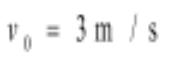 v₀ = 3 m / s